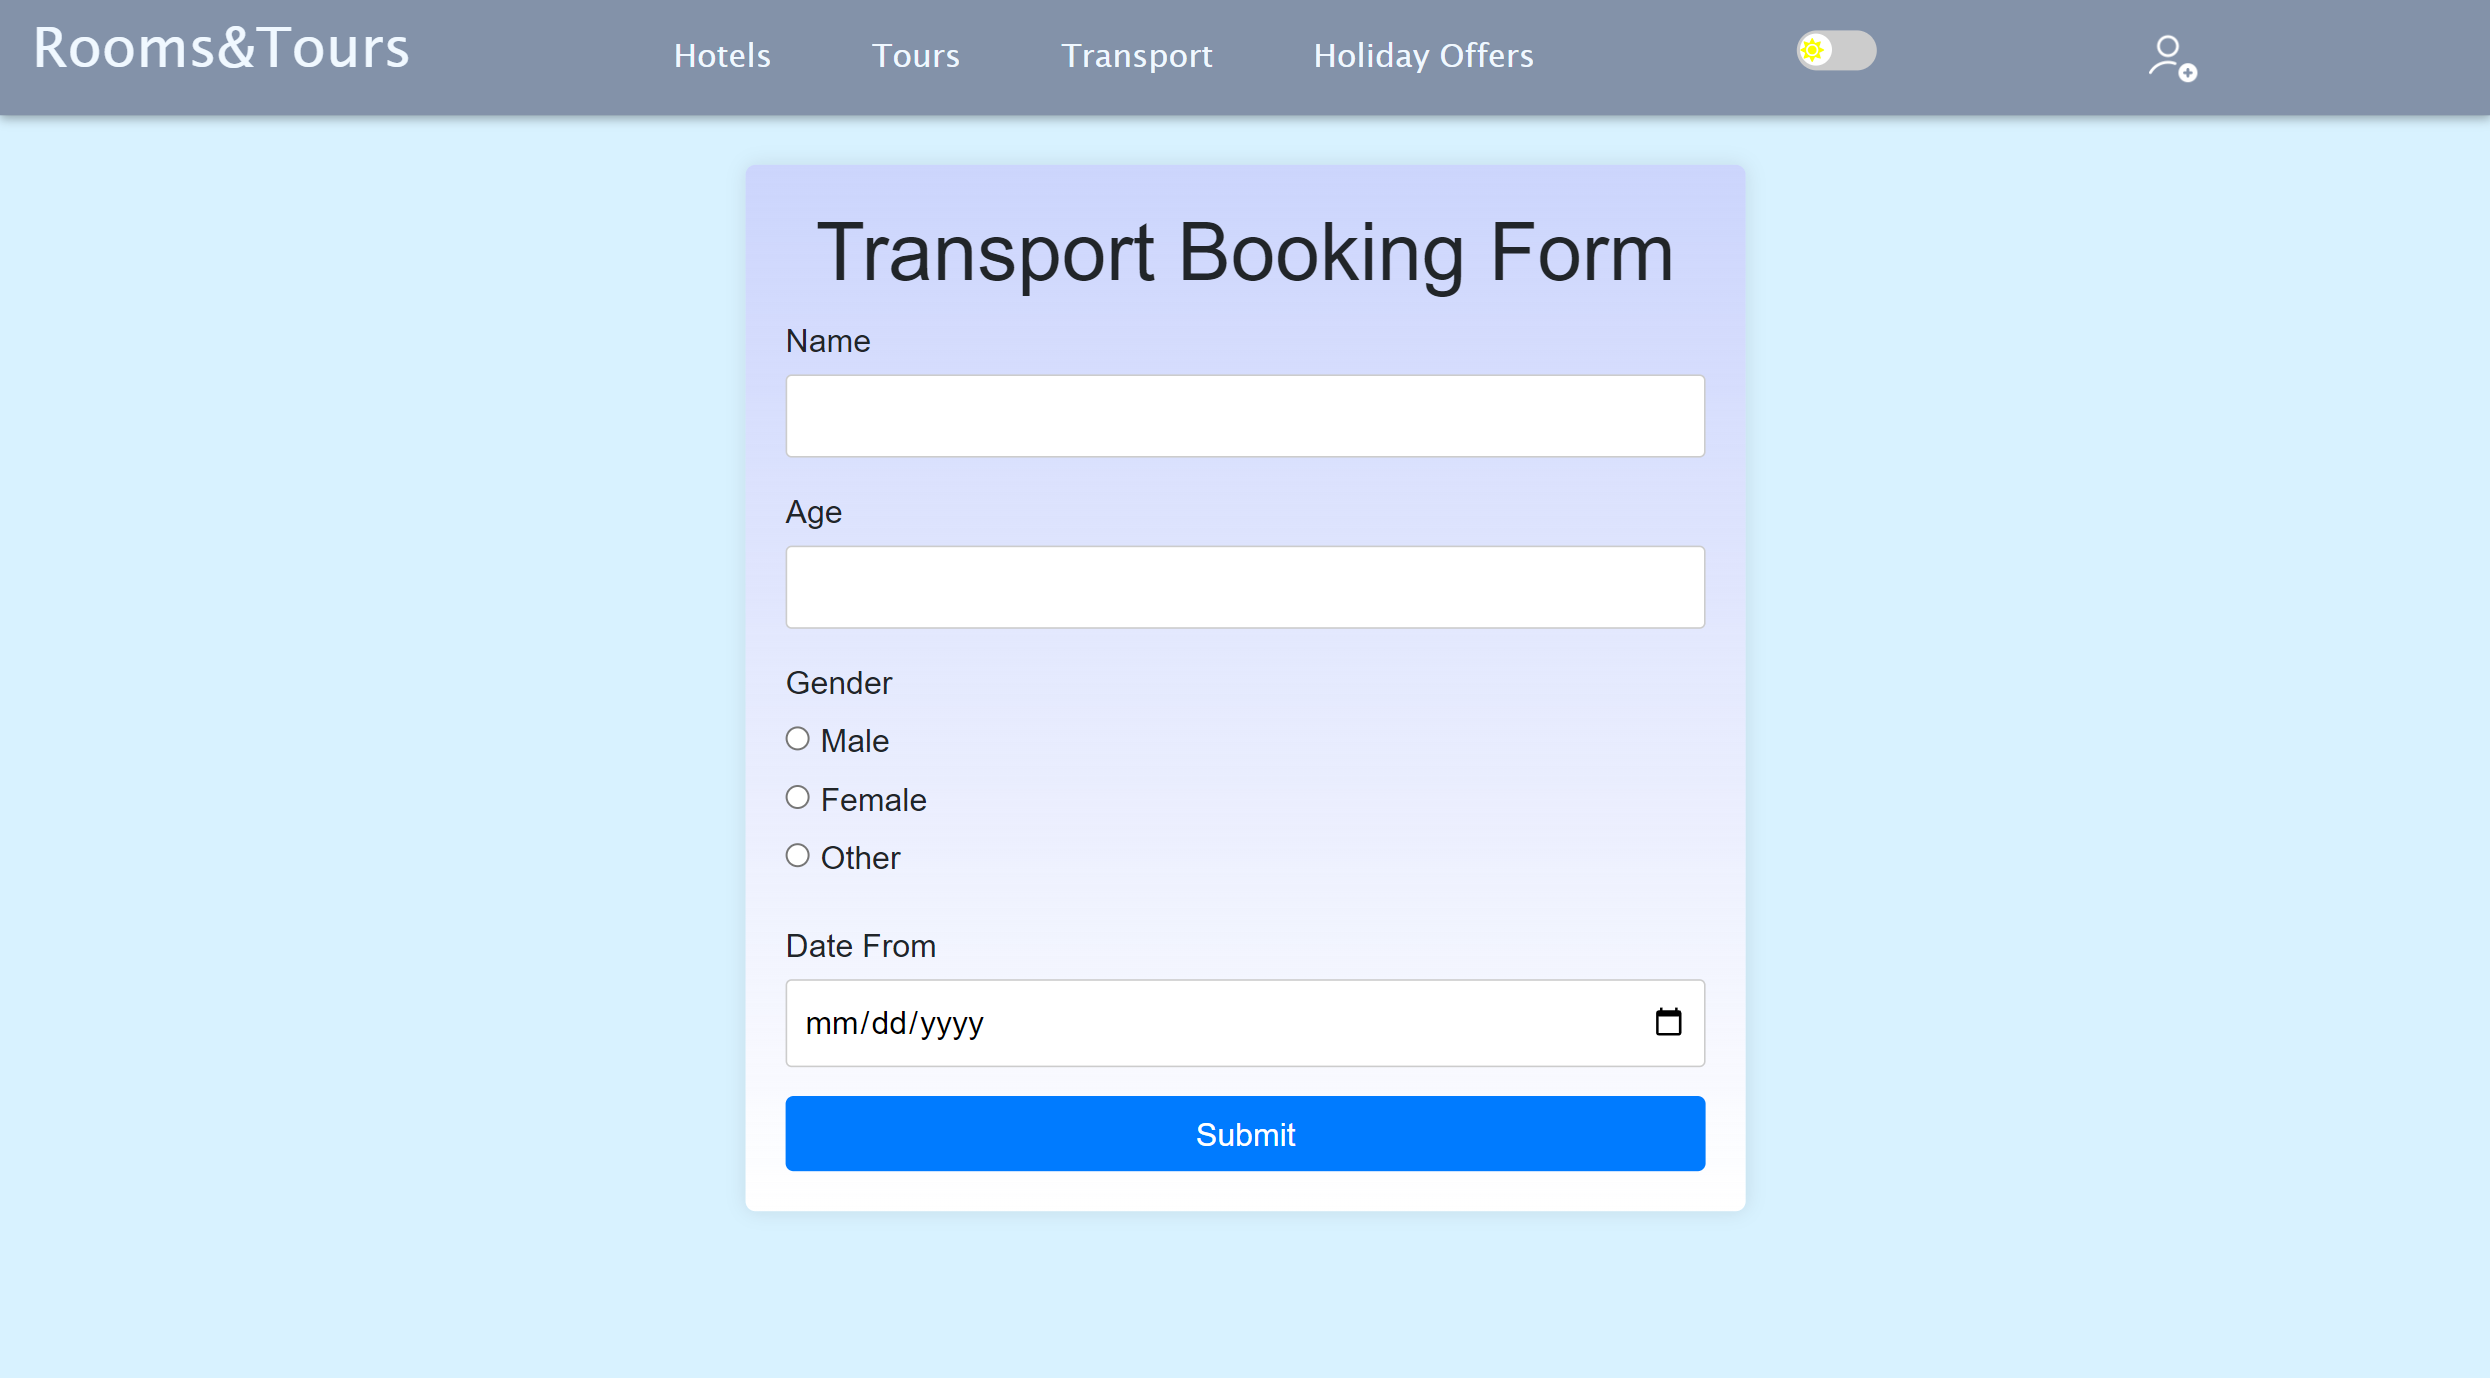 Rooms&Tours Hotels Tours Transport Holiday Offers
Transport Booking Form
Name
Age
Gender
Male
Female
Other
Date From
mm/dd/yyyy
Submit